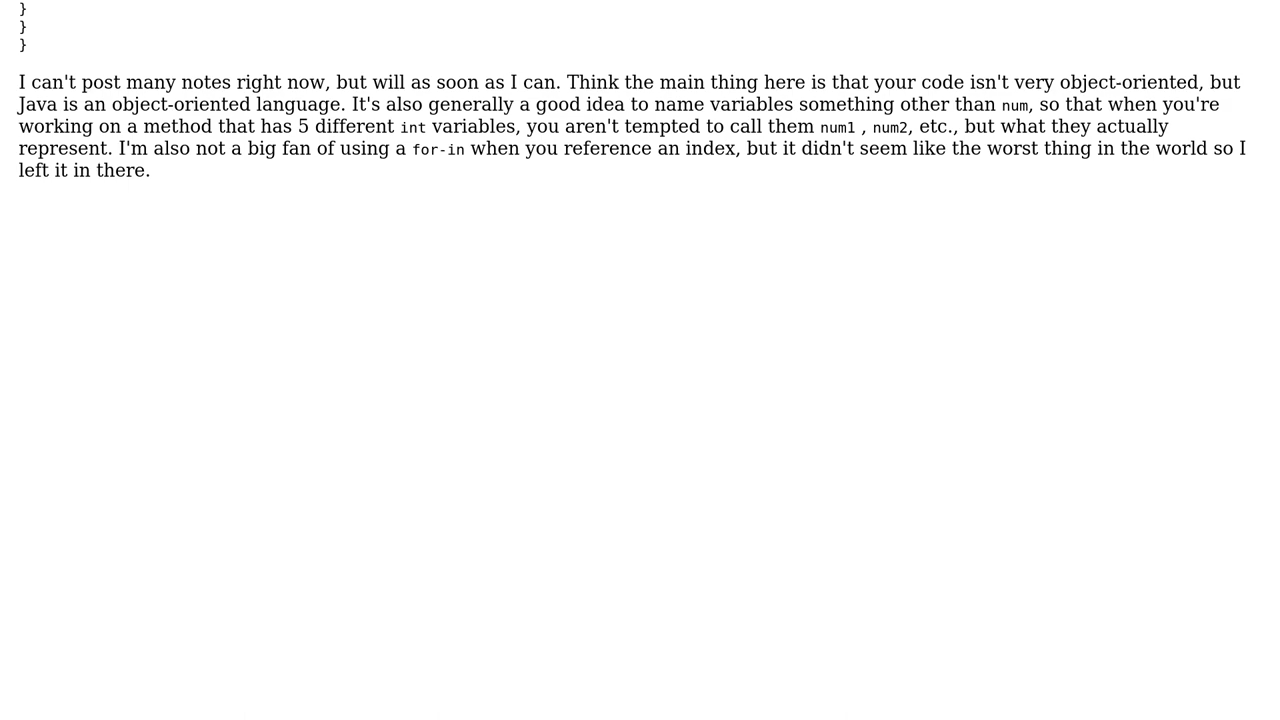 }
}
}
I can't post many notes right now, but will as soon as I can. Think the main thing here is that your code isn't very object-oriented, but
Java is an object-oriented language. It's also generally a good idea to name variables something other than num, so that when you're
working on a method that has 5 different int variables, you aren't tempted to call them num1 , num2, etc., but what they actually
represent. I'm also not a big fan of using a for-in when you reference an index, but it didn't seem like the worst thing in the world so I
left it in there.